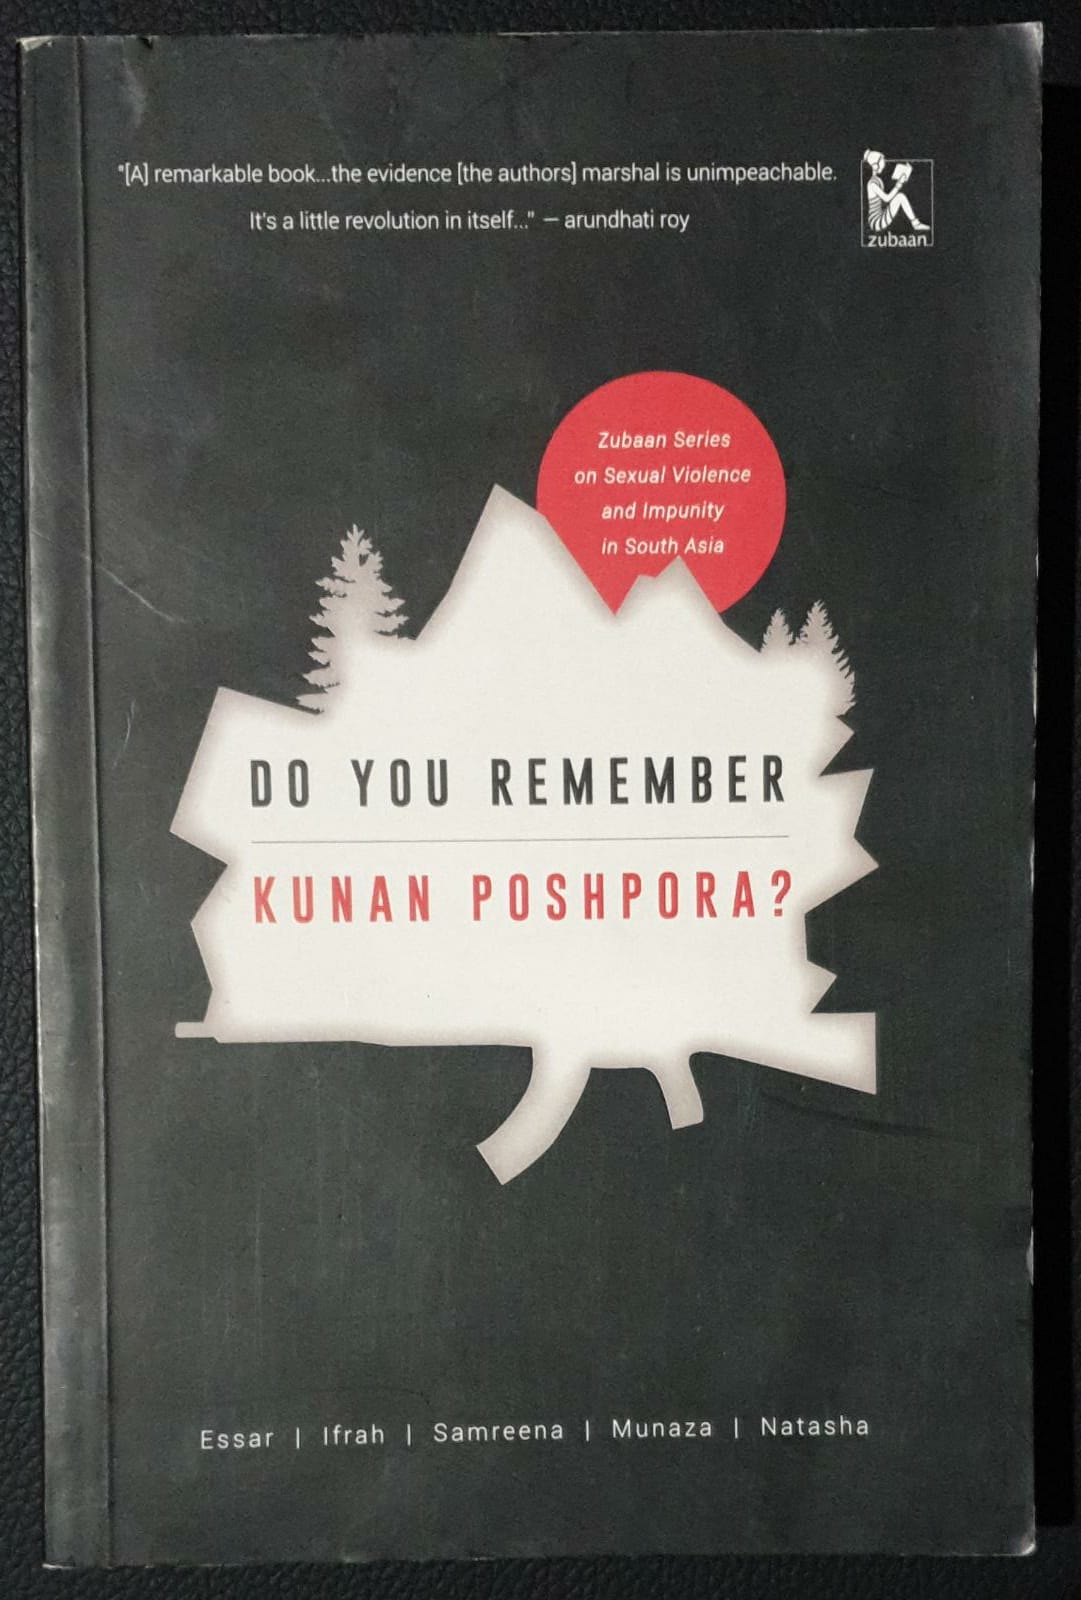 "[A] remarkable book...the evidence [the authors] marshal is unimpeachable.
It's a little revolution in itself..." — arundhati roy
zubaan
Zubaan Series
on Sexual Violence
and Impunity
in South Asia
DO YOU REMEMBER
KUNAN POSHPORA?
Essar | Ifrah | Samreena | Munaza | Natasha